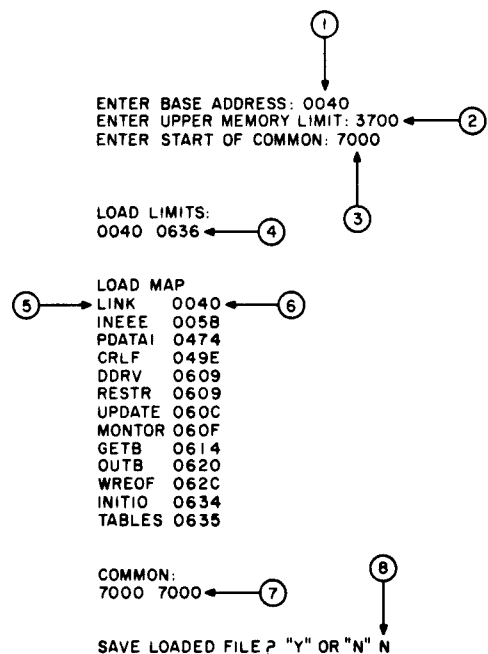 1
ENTER BASE ADDRESS: 0040
ENTER UPPER MEMORY LIMIT: 3700 2
ENTER START OF COMMON: 7000
3
LOAD LIMITS:
0040 0636 4
LOAD MAP
5 LINK 0040 6
INEEE 005B
PDATA1 0474
CRLF 049E
DDRV 0609
RESTR 0609
UPDATE 060C
MONTOR 060F
GETB 0614
OUTB 0620
WREOF 062C
INITIO 0634
TABLES 0635
8
COMMON:
7000 7000 7
SAVE LOADED FILE? "Y" OR "N" N